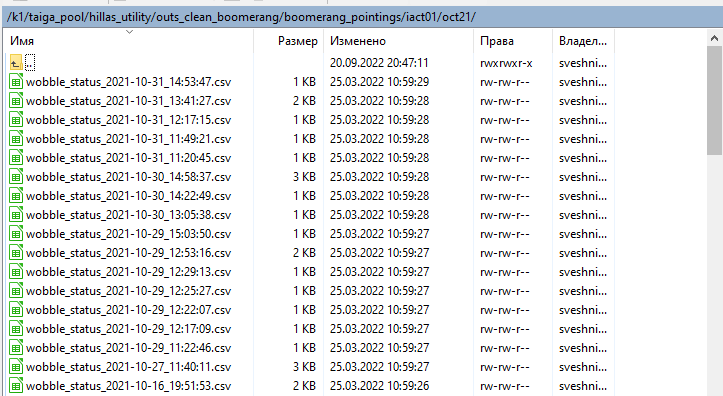 /k1/taiga_pool/hillas_utility/outs_clean_boomerang/boomerang_pointings/iact01/oct21/
Имя Размер Изменено Права Владел...
.. 20.09.2022 20:47:11 rwxrwxr-x sveshni...
wobble_status_2021-10-31_14:53:47.csv 1 KB 25.03.2022 10:59:29 rw-rw-r-- sveshni...
wobble_status_2021-10-31_13:41:27.csv 2 KB 25.03.2022 10:59:28 rw-rw-r-- sveshni...
wobble_status_2021-10-31_12:17:15.csv 1 KB 25.03.2022 10:59:28 rw-rw-r-- sveshni...
wobble_status_2021-10-31_11:49:21.csv 1 KB 25.03.2022 10:59:28 rw-rw-r-- sveshni...
wobble_status_2021-10-31_11:20:45.csv 1 KB 25.03.2022 10:59:28 rw-rw-r-- sveshni...
wobble_status_2021-10-30_14:58:37.csv 3 KB 25.03.2022 10:59:28 rw-rw-r-- sveshni...
wobble_status_2021-10-30_14:22:49.csv 1 KB 25.03.2022 10:59:28 rw-rw-r-- sveshni...
wobble_status_2021-10-30_13:05:38.csv 1 KB 25.03.2022 10:59:28 rw-rw-r-- sveshni...
wobble_status_2021-10-29_15:03:50.csv 1 KB 25.03.2022 10:59:27 rw-rw-r-- sveshni...
wobble_status_2021-10-29_12:53:16.csv 2 KB 25.03.2022 10:59:27 rw-rw-r-- sveshni...
wobble_status_2021-10-29_12:29:13.csv 1 KB 25.03.2022 10:59:27 rw-rw-r-- sveshni...
wobble_status_2021-10-29_12:25:27.csv 1 KB 25.03.2022 10:59:27 rw-rw-r-- sveshni...
wobble_status_2021-10-29_12:22:07.csv 1 KB 25.03.2022 10:59:27 rw-rw-r-- sveshni...
wobble_status_2021-10-29_12:17:09.csv 1 KB 25.03.2022 10:59:27 rw-rw-r-- sveshni...
wobble_status_2021-10-29_11:22:46.csv 1 KB 25.03.2022 10:59:27 rw-rw-r-- sveshni...
wobble_status_2021-10-27_11:40:11.csv 3 KB 25.03.2022 10:59:27 rw-rw-r-- sveshni...
wobble_status_2021-10-16_19:51:53.csv 2 KB 25.03.2022 10:59:26 rw-rw-r-- sveshni...